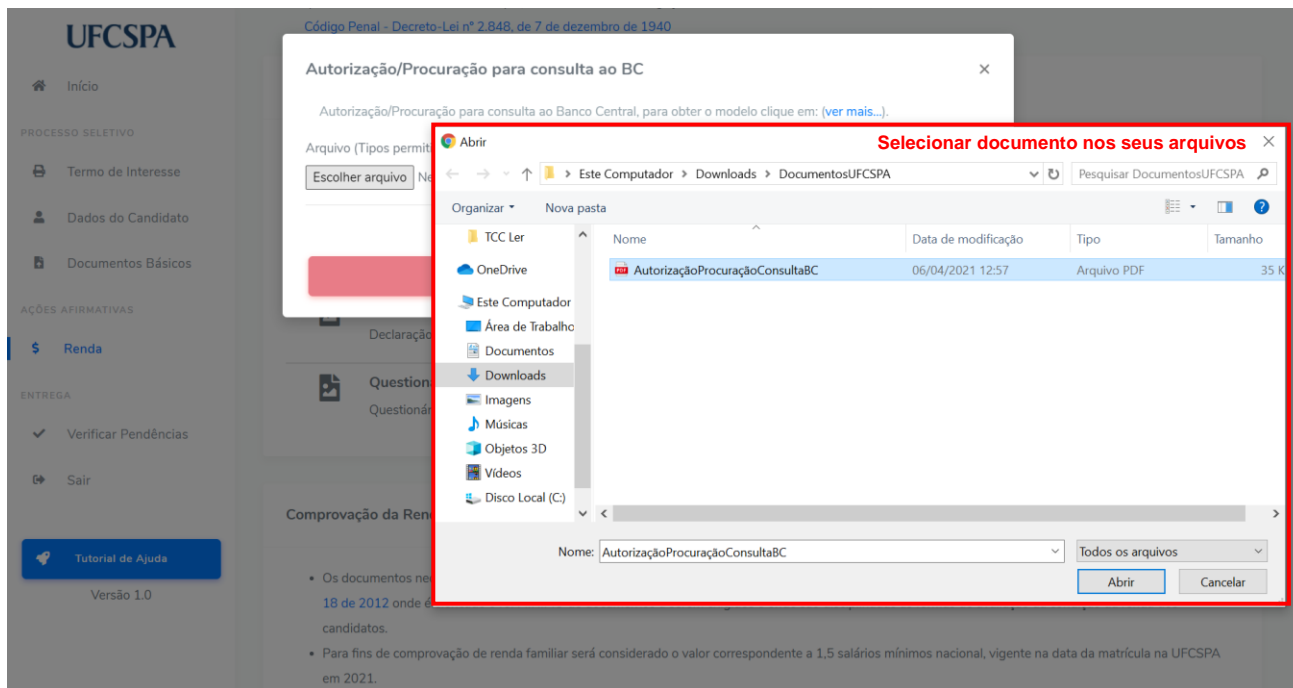 Código Penal - Decreto-Lei nº 2.848, de 7 de dezembro de 1940
UFCSPA
Início
PROCESSO SELETIVO
Termo de Interesse
Dados do Candidato
Documentos Básicos
AÇÕES AFIRMATIVAS
Renda
ENTREGA
Verificar Pendências
Sair
Tutorial de Ajuda
Versão 1.0
Autorização/Procuração para consulta ao BC
Autorização/Procuração para consulta ao Banco Central, para obter o modelo clique em: (ver mais...).
Arquivo (Tipos
Escolher arquivo
Abrir
Selecionar documento nos seus arquivos
Este Computador > Downloads > DocumentosUFCSPA
Pesquisar DocumentosUFCSPA
Organizar
Nova pasta
Nome
Data de modificação
Tipo
Tamanho
TCC Ler
OneDrive
Este Computador
Área de Trabalho
Documentos
Downloads
Imagens
Músicas
Objetos 3D
Vídeos
Disco Local (C:)
AutorizaçãoProcuraçãoConsultaBC
06/04/2021 12:57
Arquivo PDF
35 K
Nome: AutorizaçãoProcuraçãoConsultaBC
Todos os arquivos
Abrir
Cancelar
Declaração
Comprovação da
• Os documentos
18 de 2012 onde é
candidatos.
• Para fins de comprovação de renda familiar será considerado o valor correspondente a 1,5 salários mínimos nacional, vigente na data da matrícula na UFCSPA
em 2021.